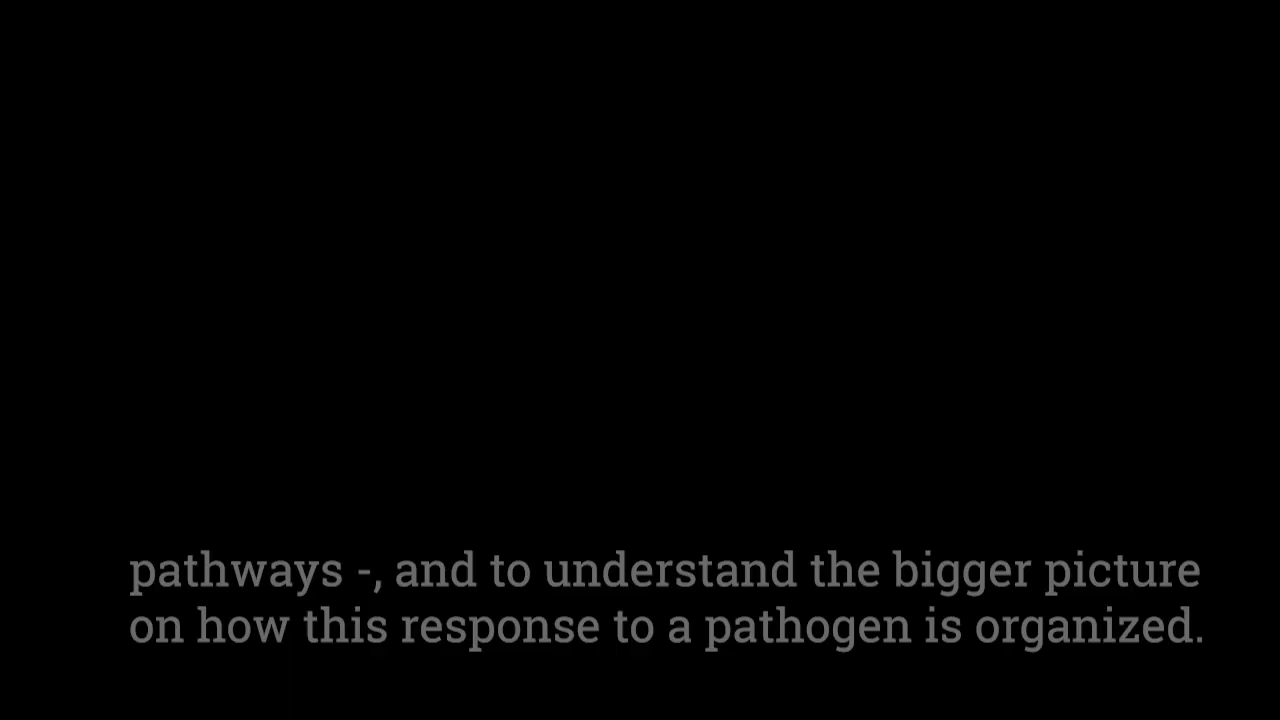 pathways -, and to understand the bigger picture
on how this response to a pathogen is organized.